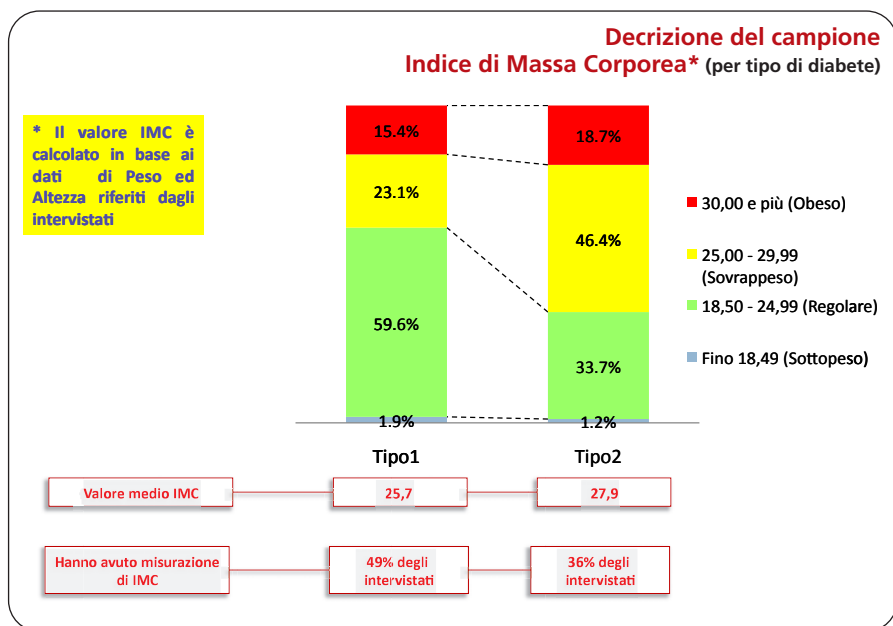 Decrizione del campione
Indice di Massa Corporea* (per tipo di diabete)
* Il valore IMC è
calcolato in base ai
dati di Peso ed
Altezza riferiti dagli
intervistati
15.4%
18.7%
23.1%
46.4%
59.6%
33.7%
1.9%
1.2%
30,00 e più (Obeso)
25,00 - 29,99
(Sovrappeso)
18,50 - 24,99 (Regolare)
Fino 18,49 (Sottopeso)
Tipo1
Tipo2
Valore medio IMC
25,7
27,9
Hanno avuto misurazione
di IMC
49% degli
intervistati
36% degli
intervistati